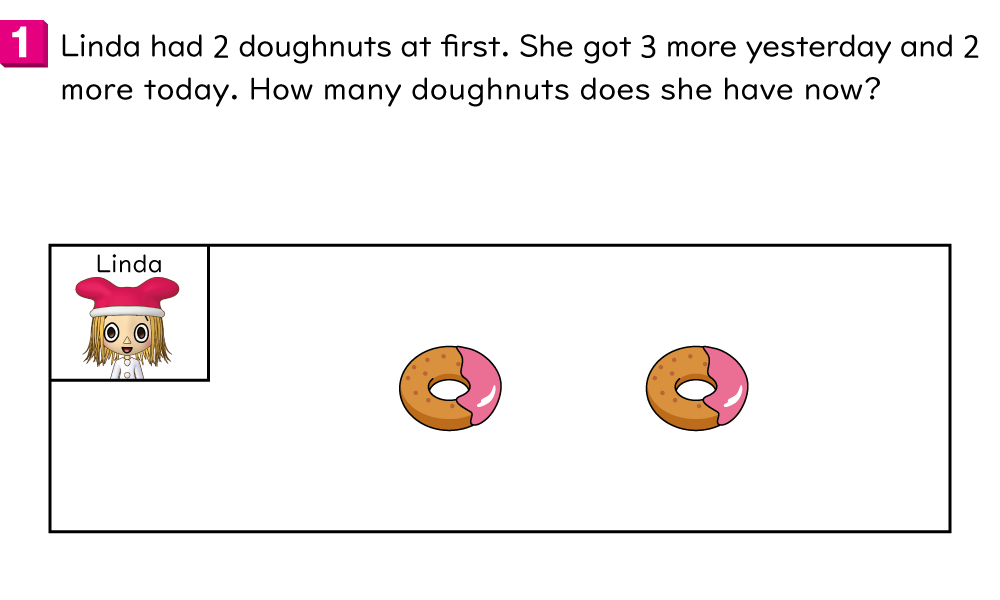 1
Linda had 2 doughnuts at first. She got 3 more yesterday and 2
more today. How many doughnuts does she have now?
Linda